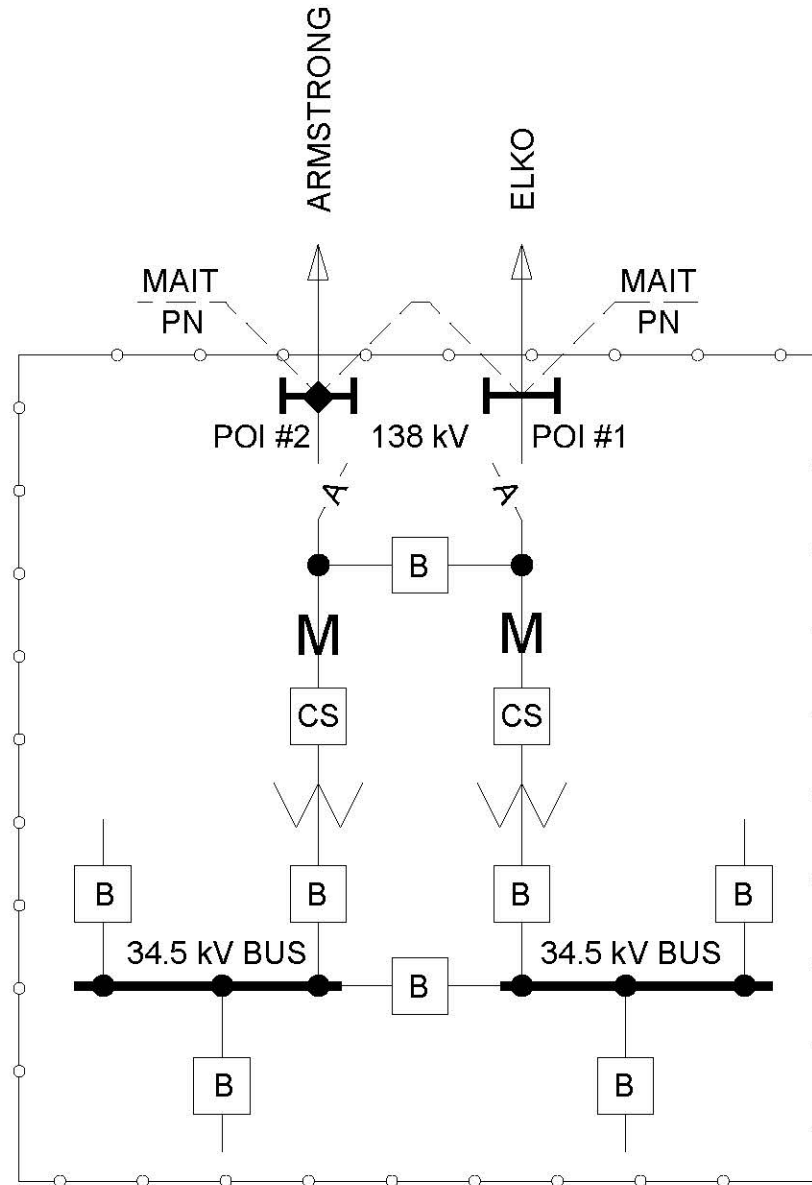 ARMSTRONG
ELKO
MAIT
PN
MAIT
PN
POI #2
138 kV
POI #1
A
A
B
M
M
CS
CS
B
B
B
B
34.5 kV BUS
34.5 kV BUS
B
B
B